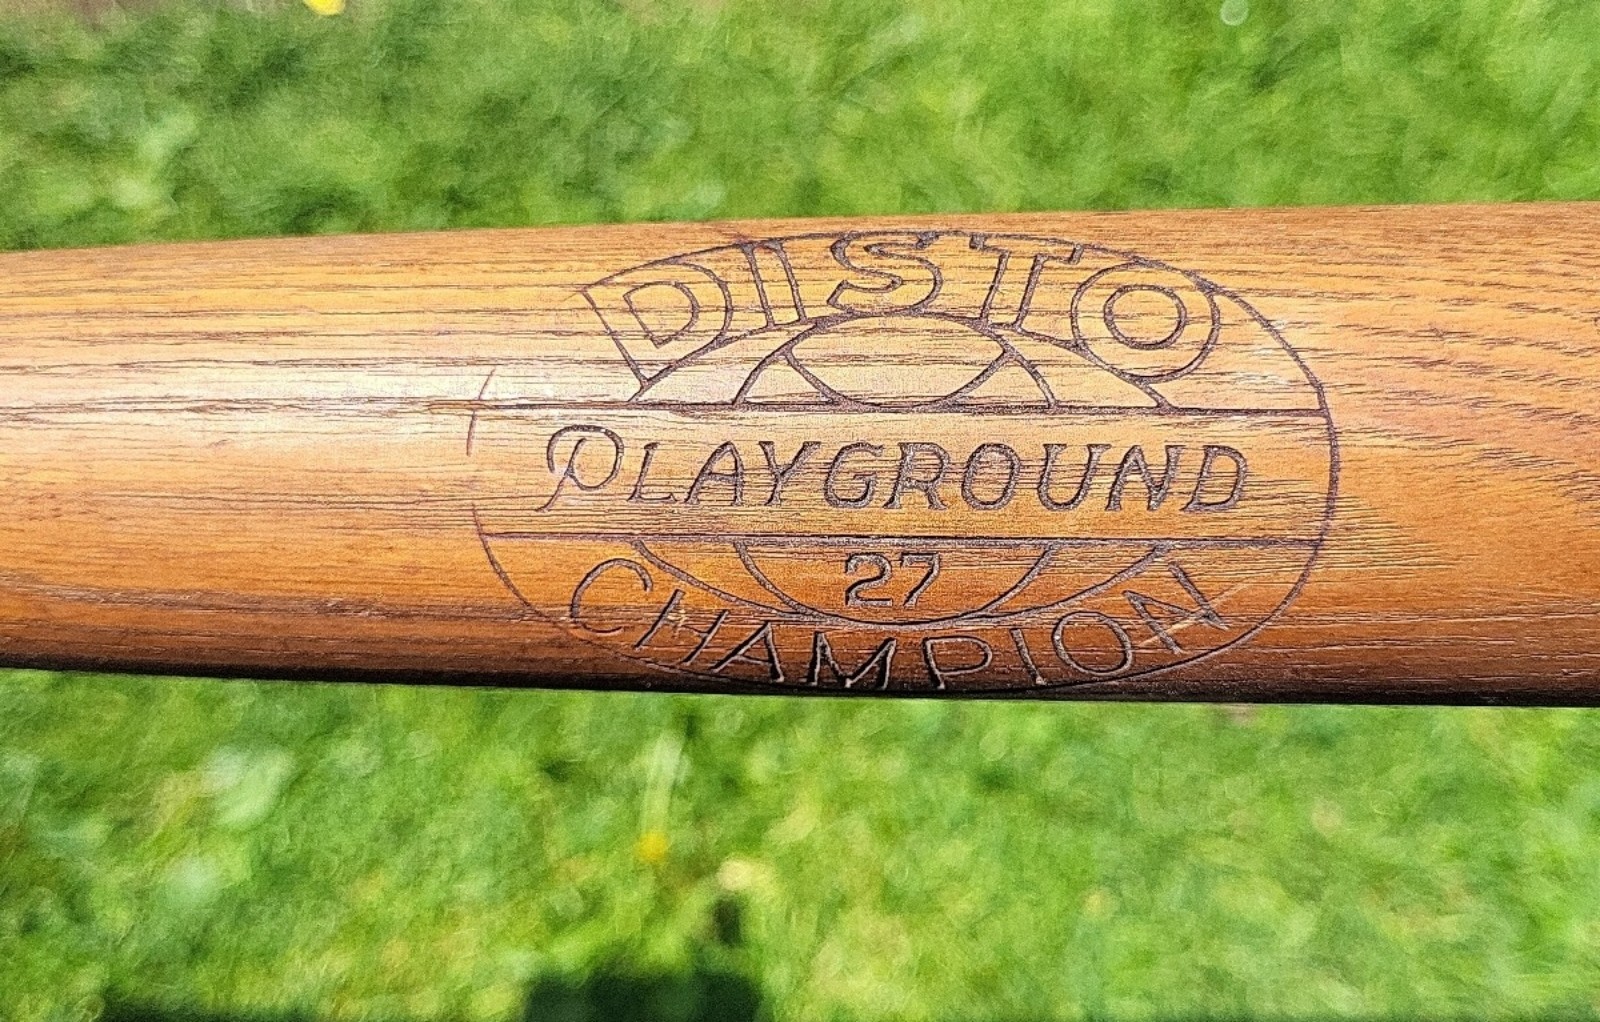 DISTO
PLAYGROUND
27
CHAMPION